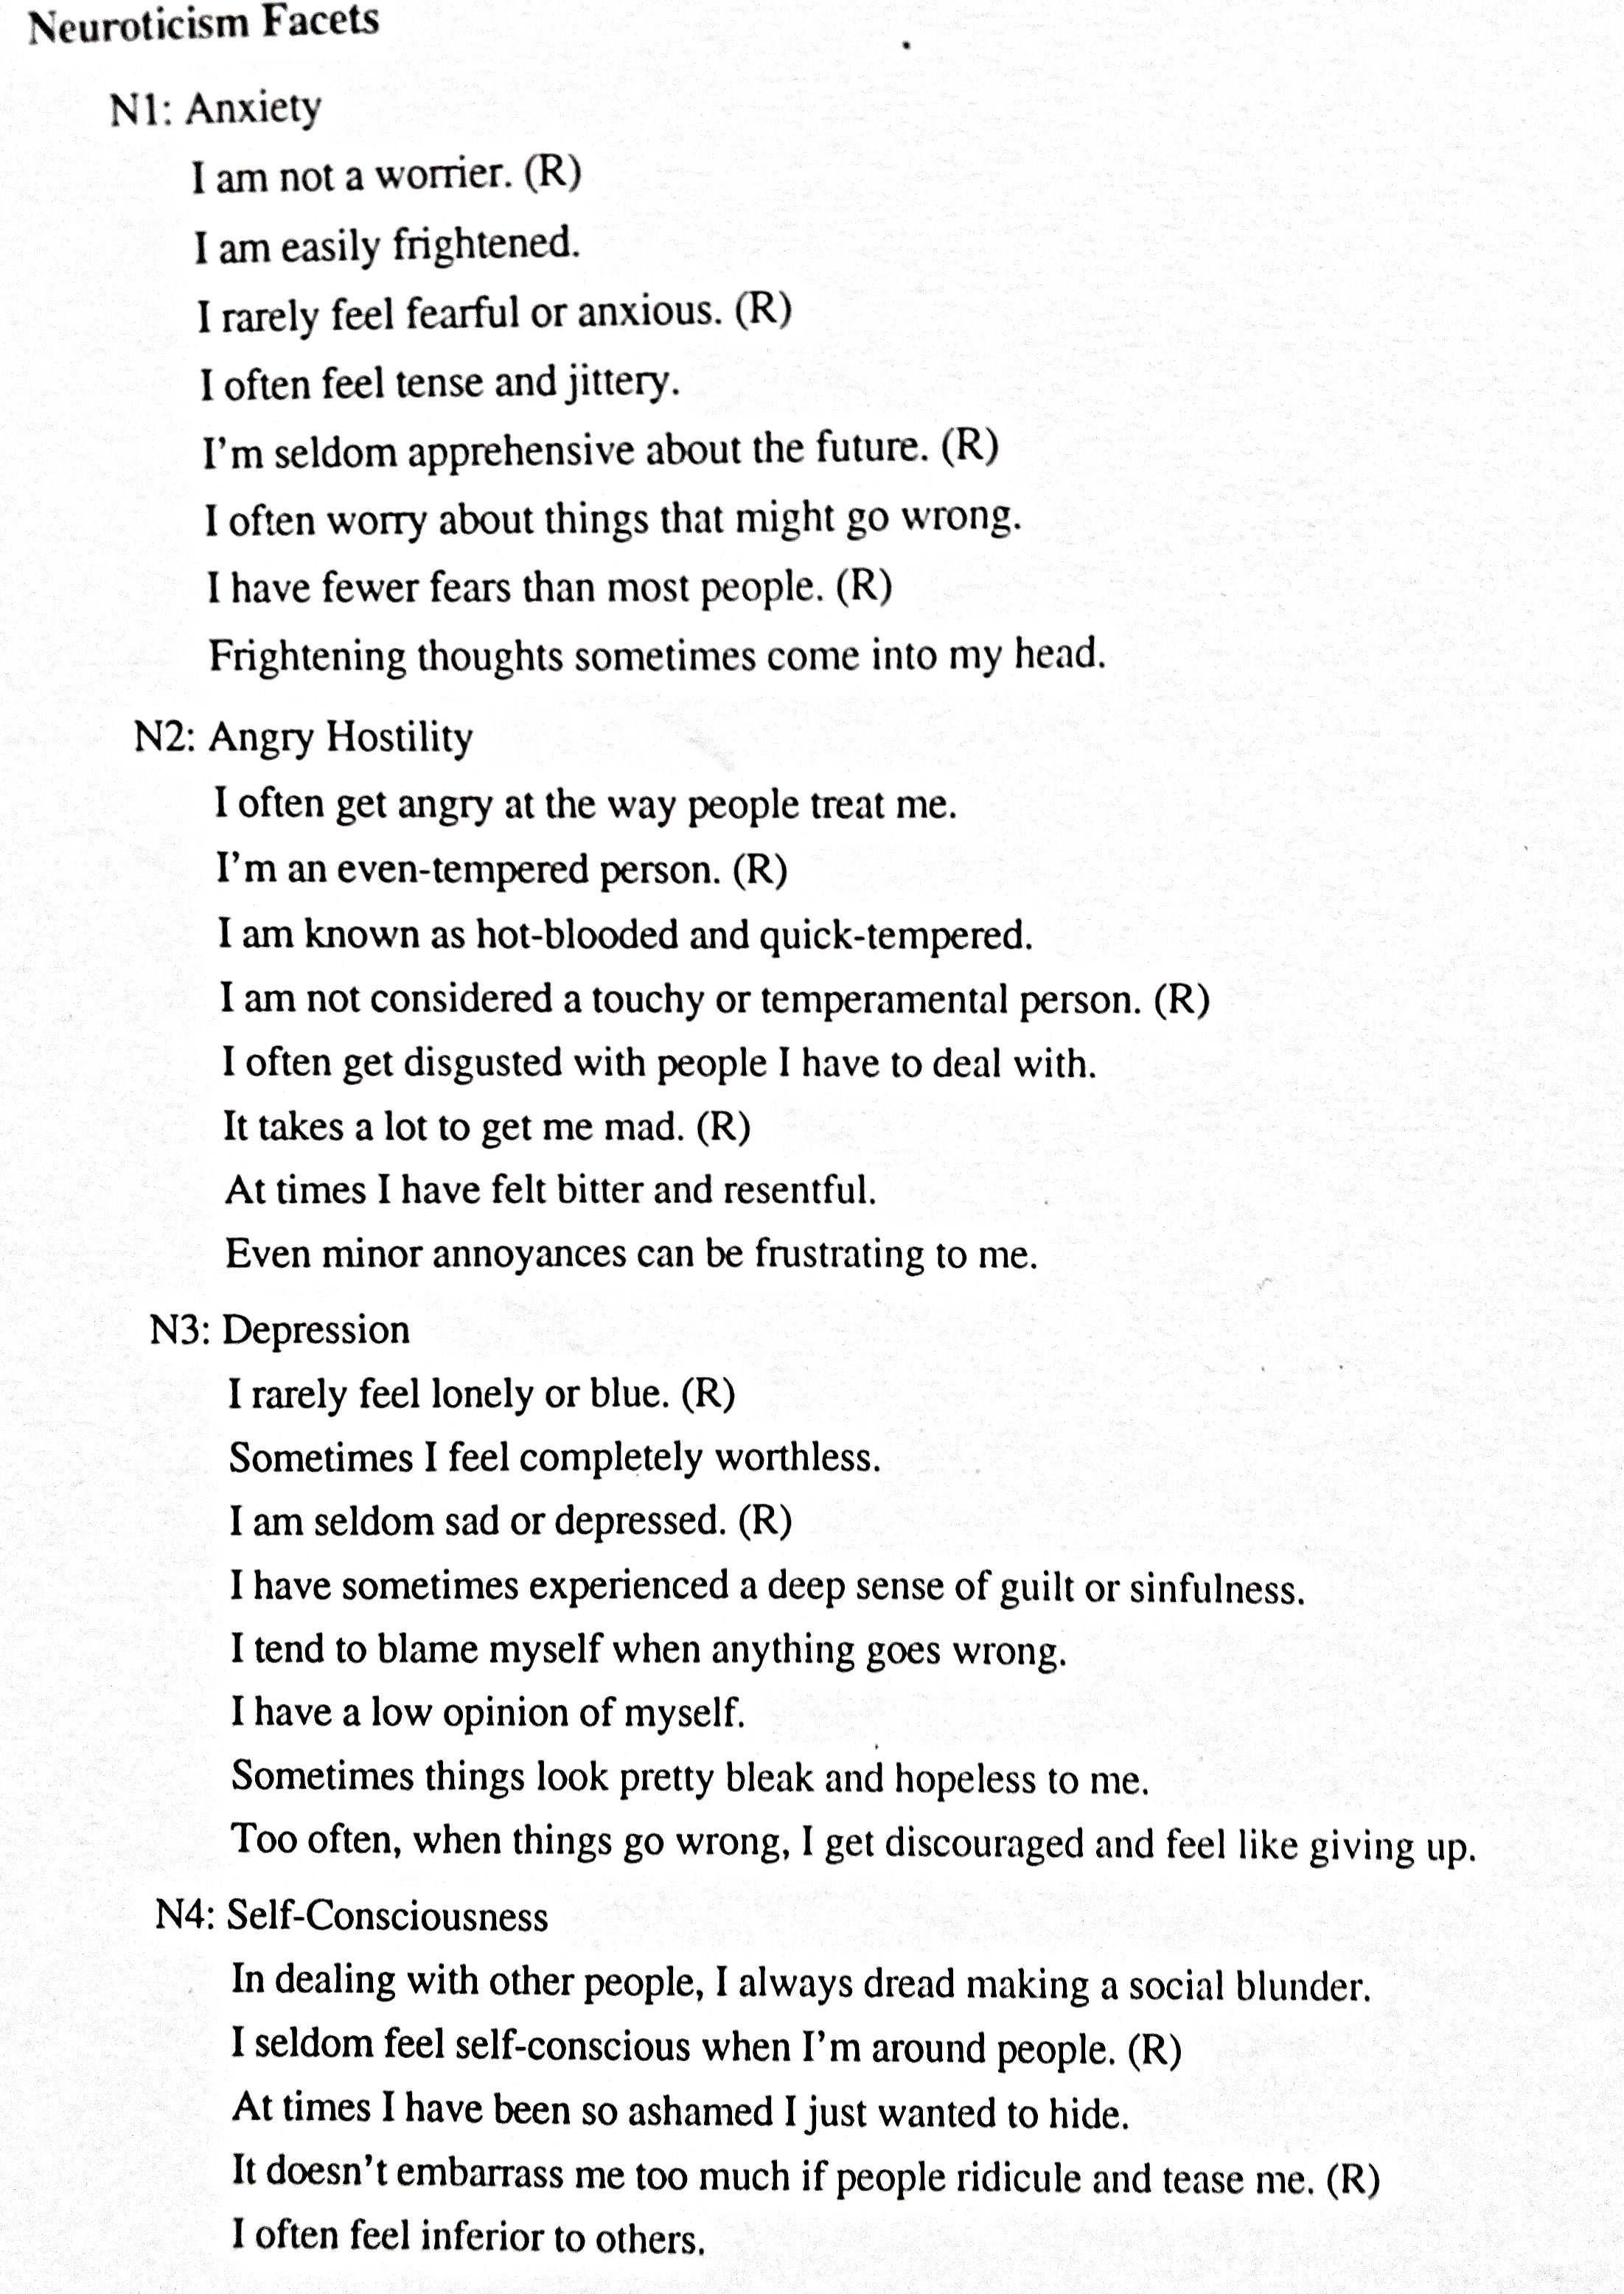 Neuroticism Facets
N1: Anxiety
I am not a worrier. (R)
I am easily frightened.
I rarely feel fearful or anxious. (R)
I often feel tense and jittery.
I'm seldom apprehensive about the future. (R)
I often worry about things that might go wrong.
I have fewer fears than most people. (R)
Frightening thoughts sometimes come into my head.
N2: Angry Hostility
I often get angry at the way people treat me.
I'm an even-tempered person. (R)
I am known as hot-blooded and quick-tempered.
I am not considered a touchy or temperamental person. (R)
I often get disgusted with people I have to deal with.
It takes a lot to get me mad. (R)
At times I have felt bitter and resentful.
Even minor annoyances can be frustrating to me.
N3: Depression
I rarely feel lonely or blue. (R)
Sometimes I feel completely worthless.
I am seldom sad or depressed. (R)
I have sometimes experienced a deep sense of guilt or sinfulness.
I tend to blame myself when anything goes wrong.
I have a low opinion of myself.
Sometimes things look pretty bleak and hopeless to me.
Too often, when things go wrong, I get discouraged and feel like giving up.
N4: Self-Consciousness
In dealing with other people, I always dread making a social blunder.
I seldom feel self-conscious when I'm around people. (R)
At times I have been so ashamed I just wanted to hide.
It doesn't embarrass me too much if people ridicule and tease me. (R)
I often feel inferior to others.